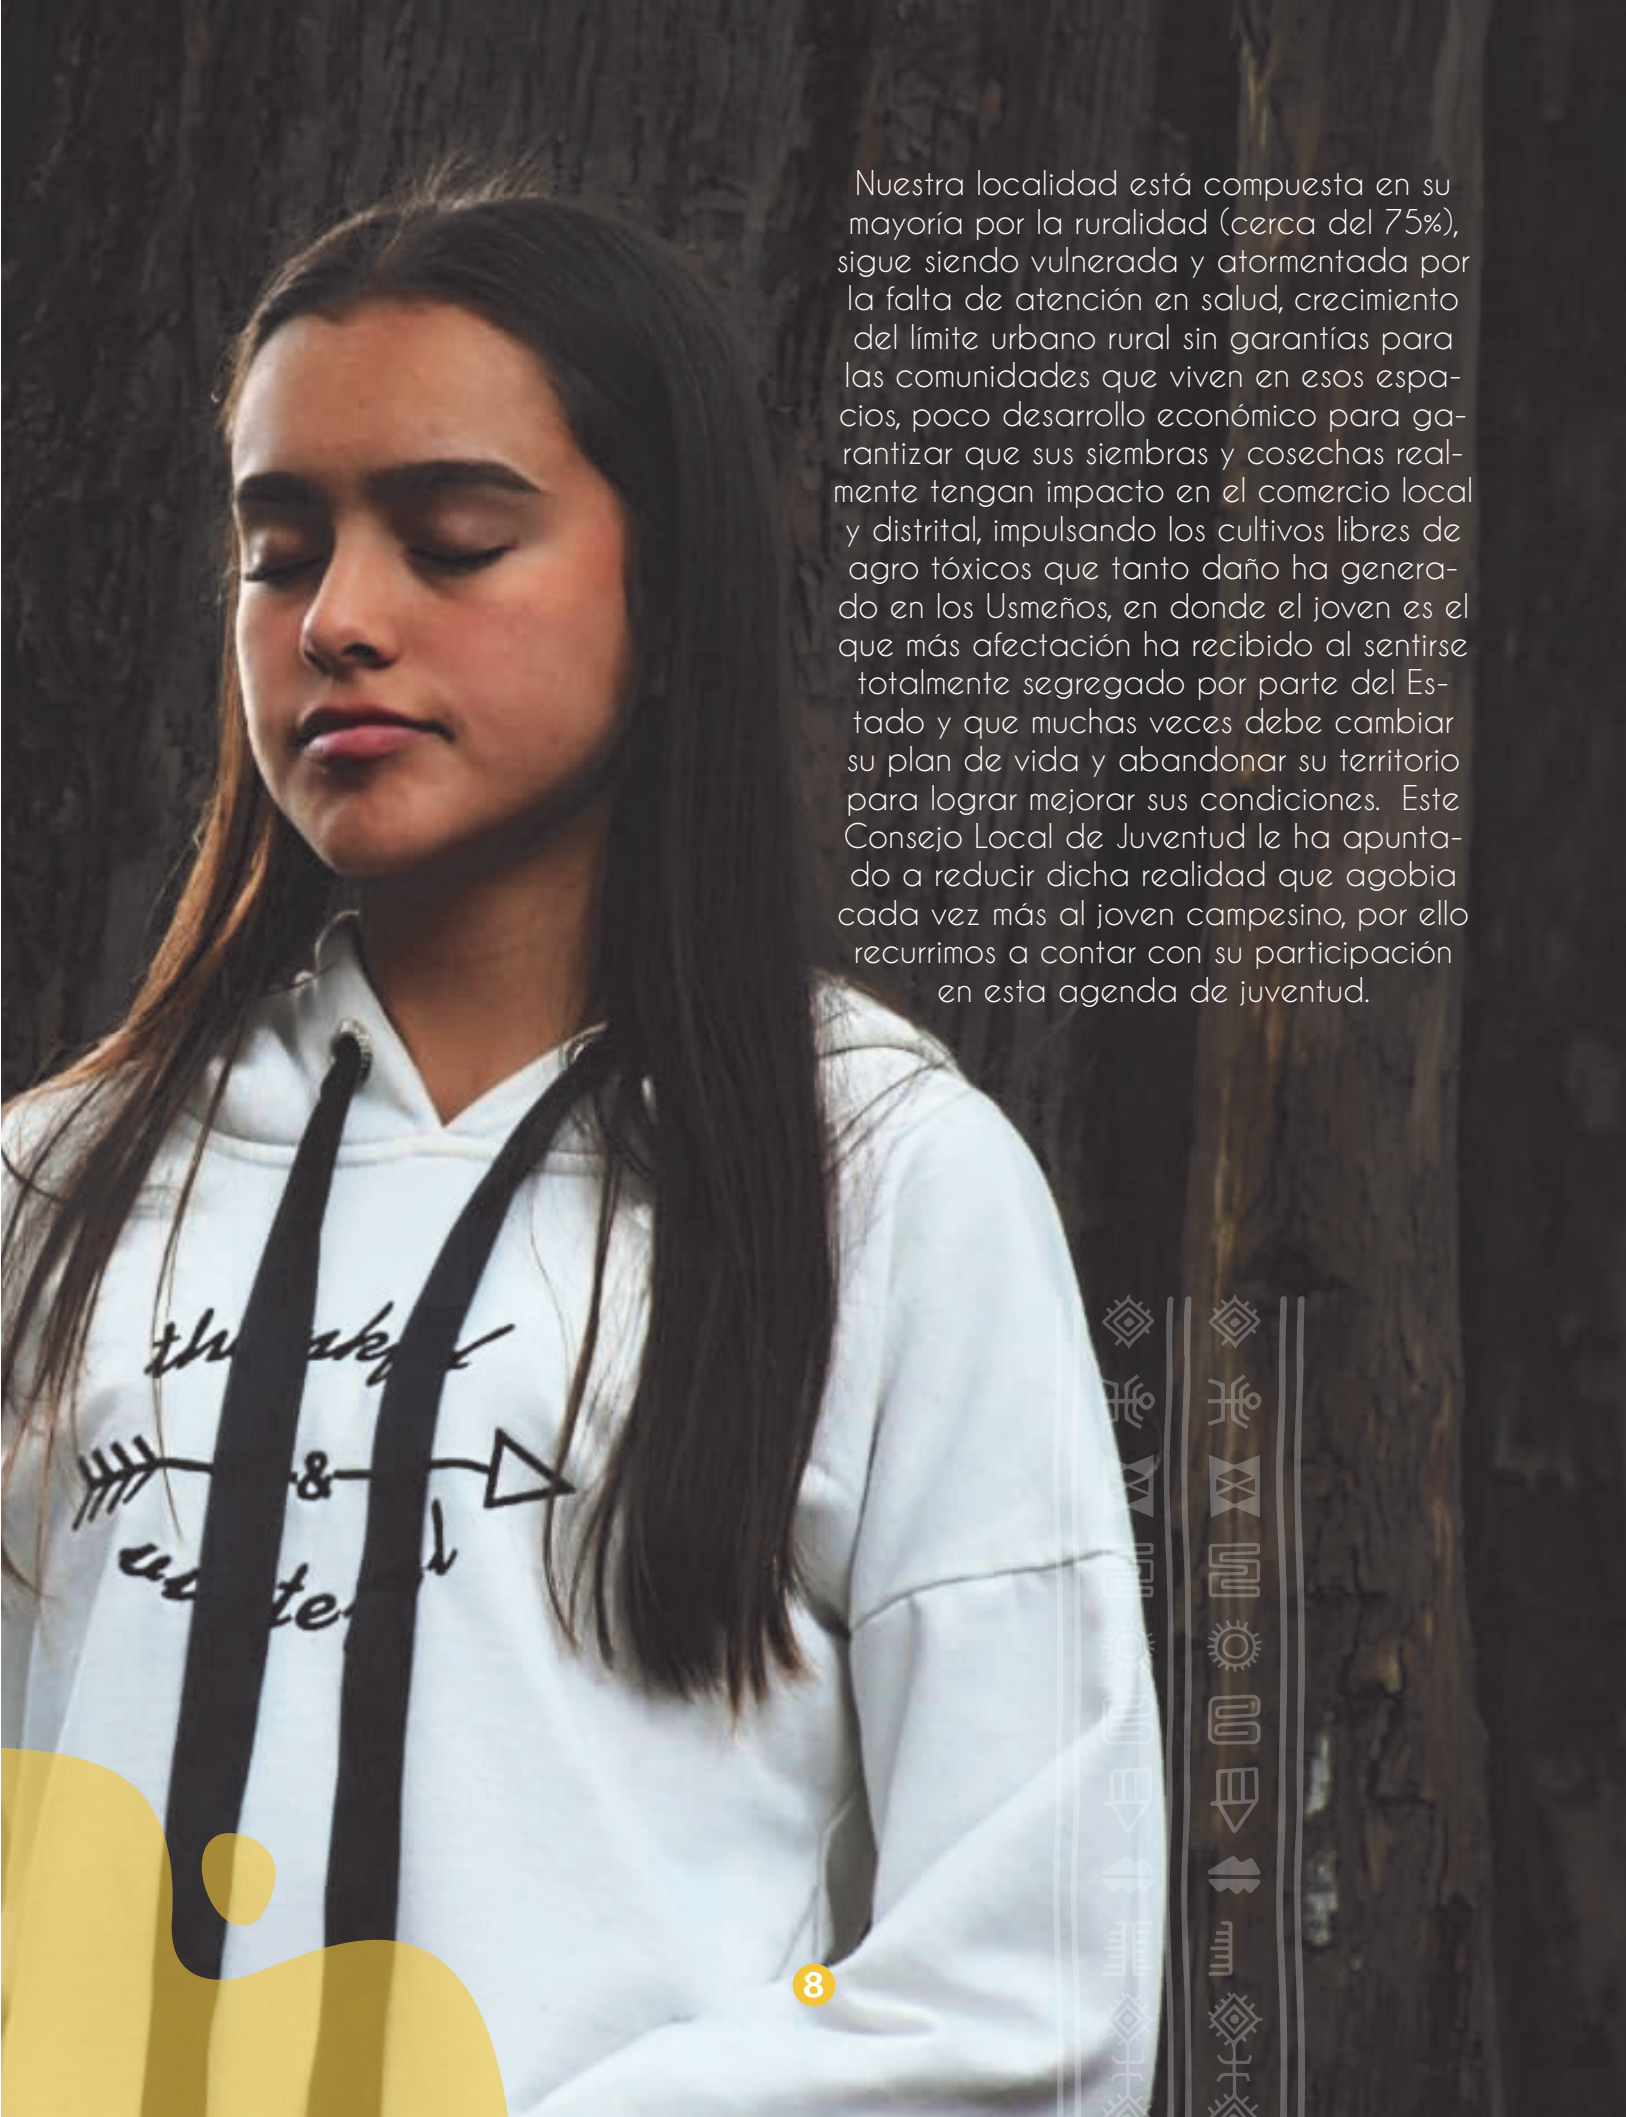 Nuestra localidad está compuesta en su
mayoría por la ruralidad (cerca del 75%),
sigue siendo vulnerada y atormentada por
la falta de atención en salud, crecimiento
del límite urbano rural sin garantías para
las comunidades que viven en esos espa-
cios, poco desarrollo económico para ga-
rantizar que sus siembras y cosechas real-
mente tengan impacto en el comercio local
y distrital, impulsando los cultivos libres de
agro tóxicos que tanto daño ha genera-
do en los Usmeños, en donde el joven es el
que más afectación ha recibido al sentirse
totalmente segregado por parte del Es-
tado y que muchas veces debe cambiar
su plan de vida y abandonar su territorio
para lograr mejorar sus condiciones.  Este
Consejo Local de Juventud le ha apunta-
do a reducir dicha realidad que agobia
cada vez más al joven campesino, por ello
recurrimos a contar con su participación
en esta agenda de juventud.
&
8